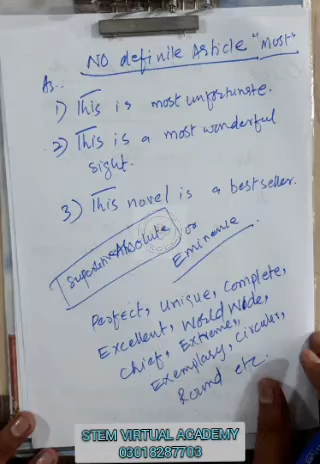 NO definite Article "Most"
As..
1) This is most unfortunate.
2) This is a most wonderful
sight.
3) This novel is a bestseller.
Superlative Absolute or
Eminence.
Perfect, Unique, Complete,
Excellent, World Wide,
Chief, Extreme,
Exemplary, Circular,
Round etc.
STEM VIRTUAL ACADEMY
03018287703